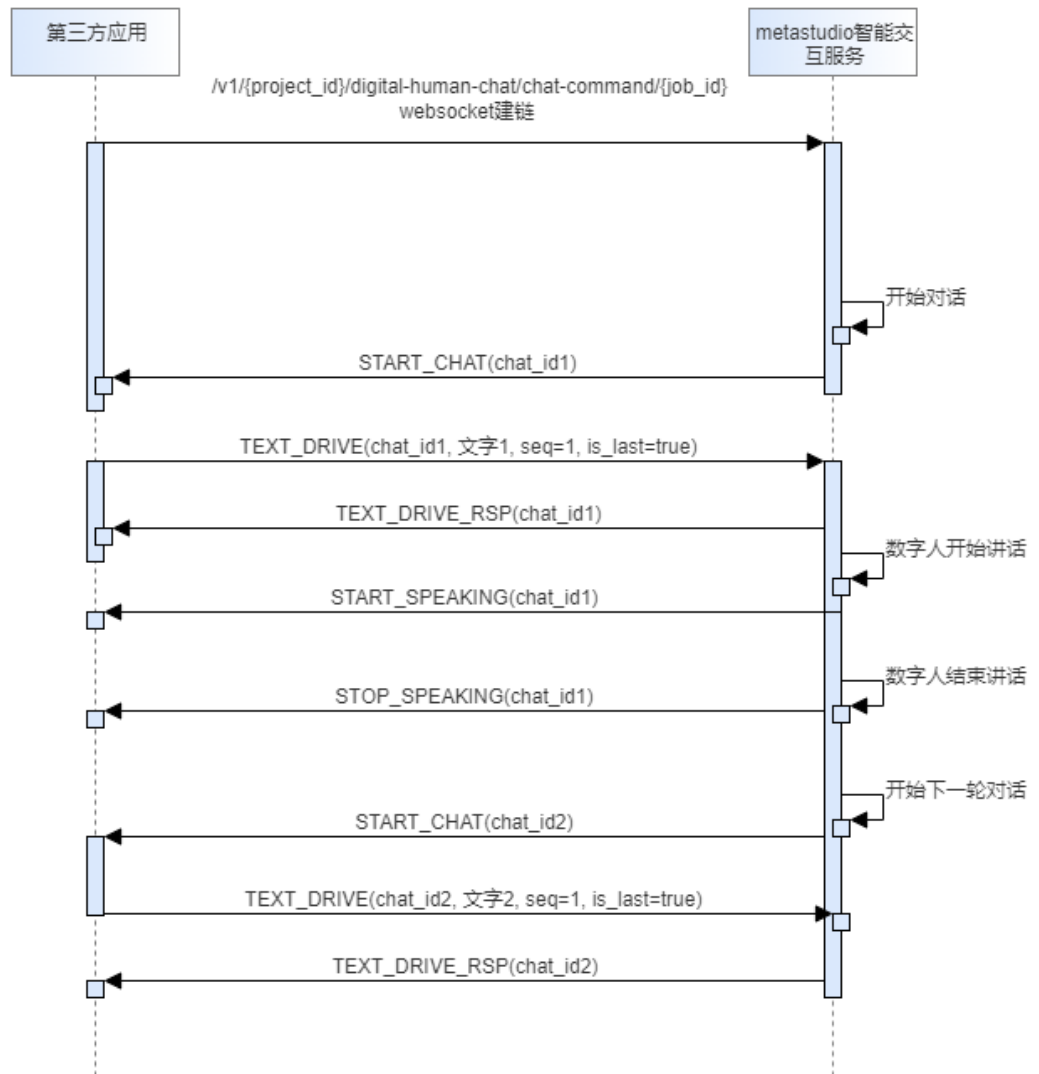 第三方应用
metastudio智能交
互服务
/v1/{project_id}/digital-human-chat/chat-command/{job_id}
websocket建链
开始对话
START_CHAT(chat_id1)
TEXT_DRIVE(chat_id1, 文字1, seq=1, is_last=true)
TEXT_DRIVE_RSP(chat_id1)
数字人开始讲话
START_SPEAKING(chat_id1)
数字人结束讲话
STOP_SPEAKING(chat_id1)
开始下一轮对话
START_CHAT(chat_id2)
TEXT_DRIVE(chat_id2, 文字2, seq=1, is_last=true)
TEXT_DRIVE_RSP(chat_id2)